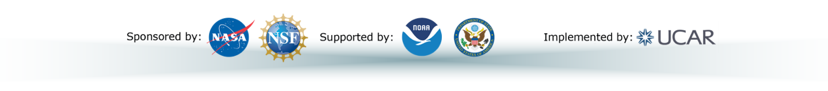 Sponsored by: NASA NSF Supported by: NOAA Implemented by: UCAR